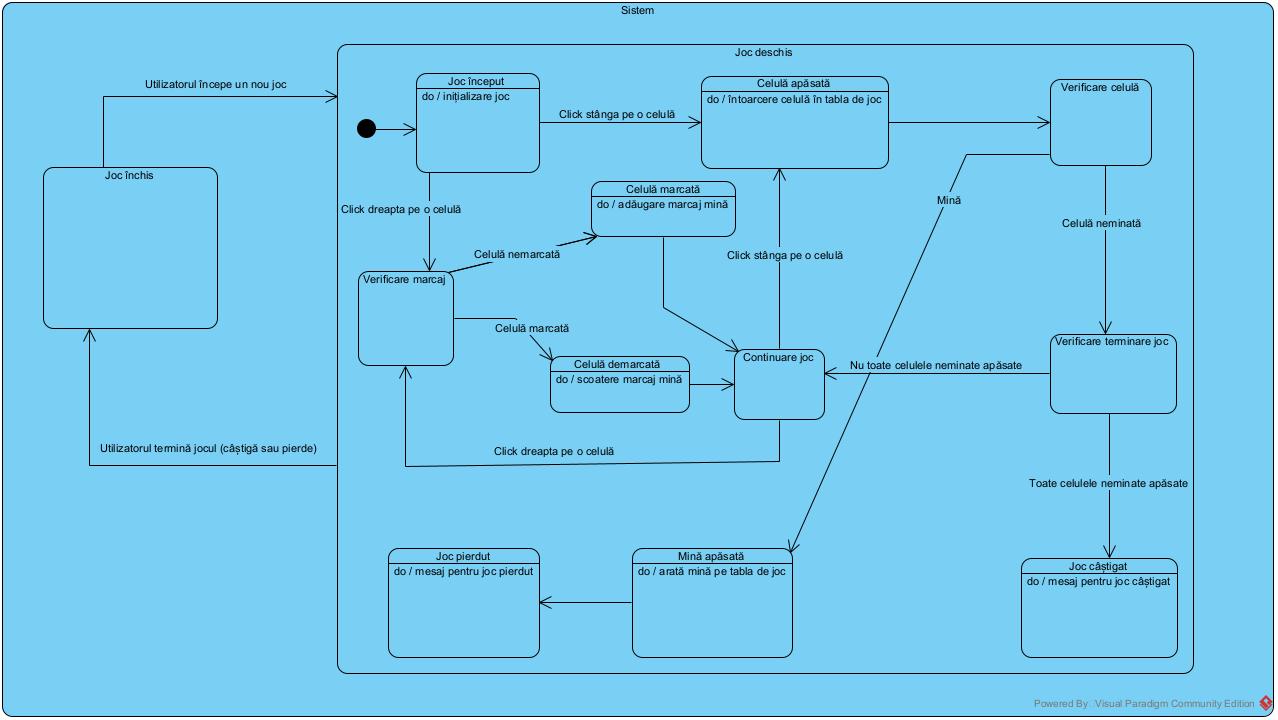 Sistem
Joc deschis
Utilizatorul începe un nou joc
Joc început
do / inițializare joc
Click stânga pe o celulă
Celulă apăsată
do / întoarcere celulă în tabla de joc
Verificare celulă
Joc închis
Click dreapta pe o celulă
Celulă marcată
do / adăugare marcaj mină
Mină
Celulă neminată
Celulă nemarcată
Click stânga pe o celulă
Verificare marcaj
Celulă marcată
Celulă demarcată
do / scoatere marcaj mină
Continuare joc
Nu toate celulele neminate apăsate
Verificare terminare joc
Utilizatorul termină jocul (câștigă sau pierde)
Click dreapta pe o celulă
Toate celulele neminate apăsate
Joc pierdut
do / mesaj pentru joc pierdut
Mină apăsată
do / arată mină pe tabla de joc
Joc câștigat
do / mesaj pentru joc câștigat
Powered By Visual Paradigm Community Edition